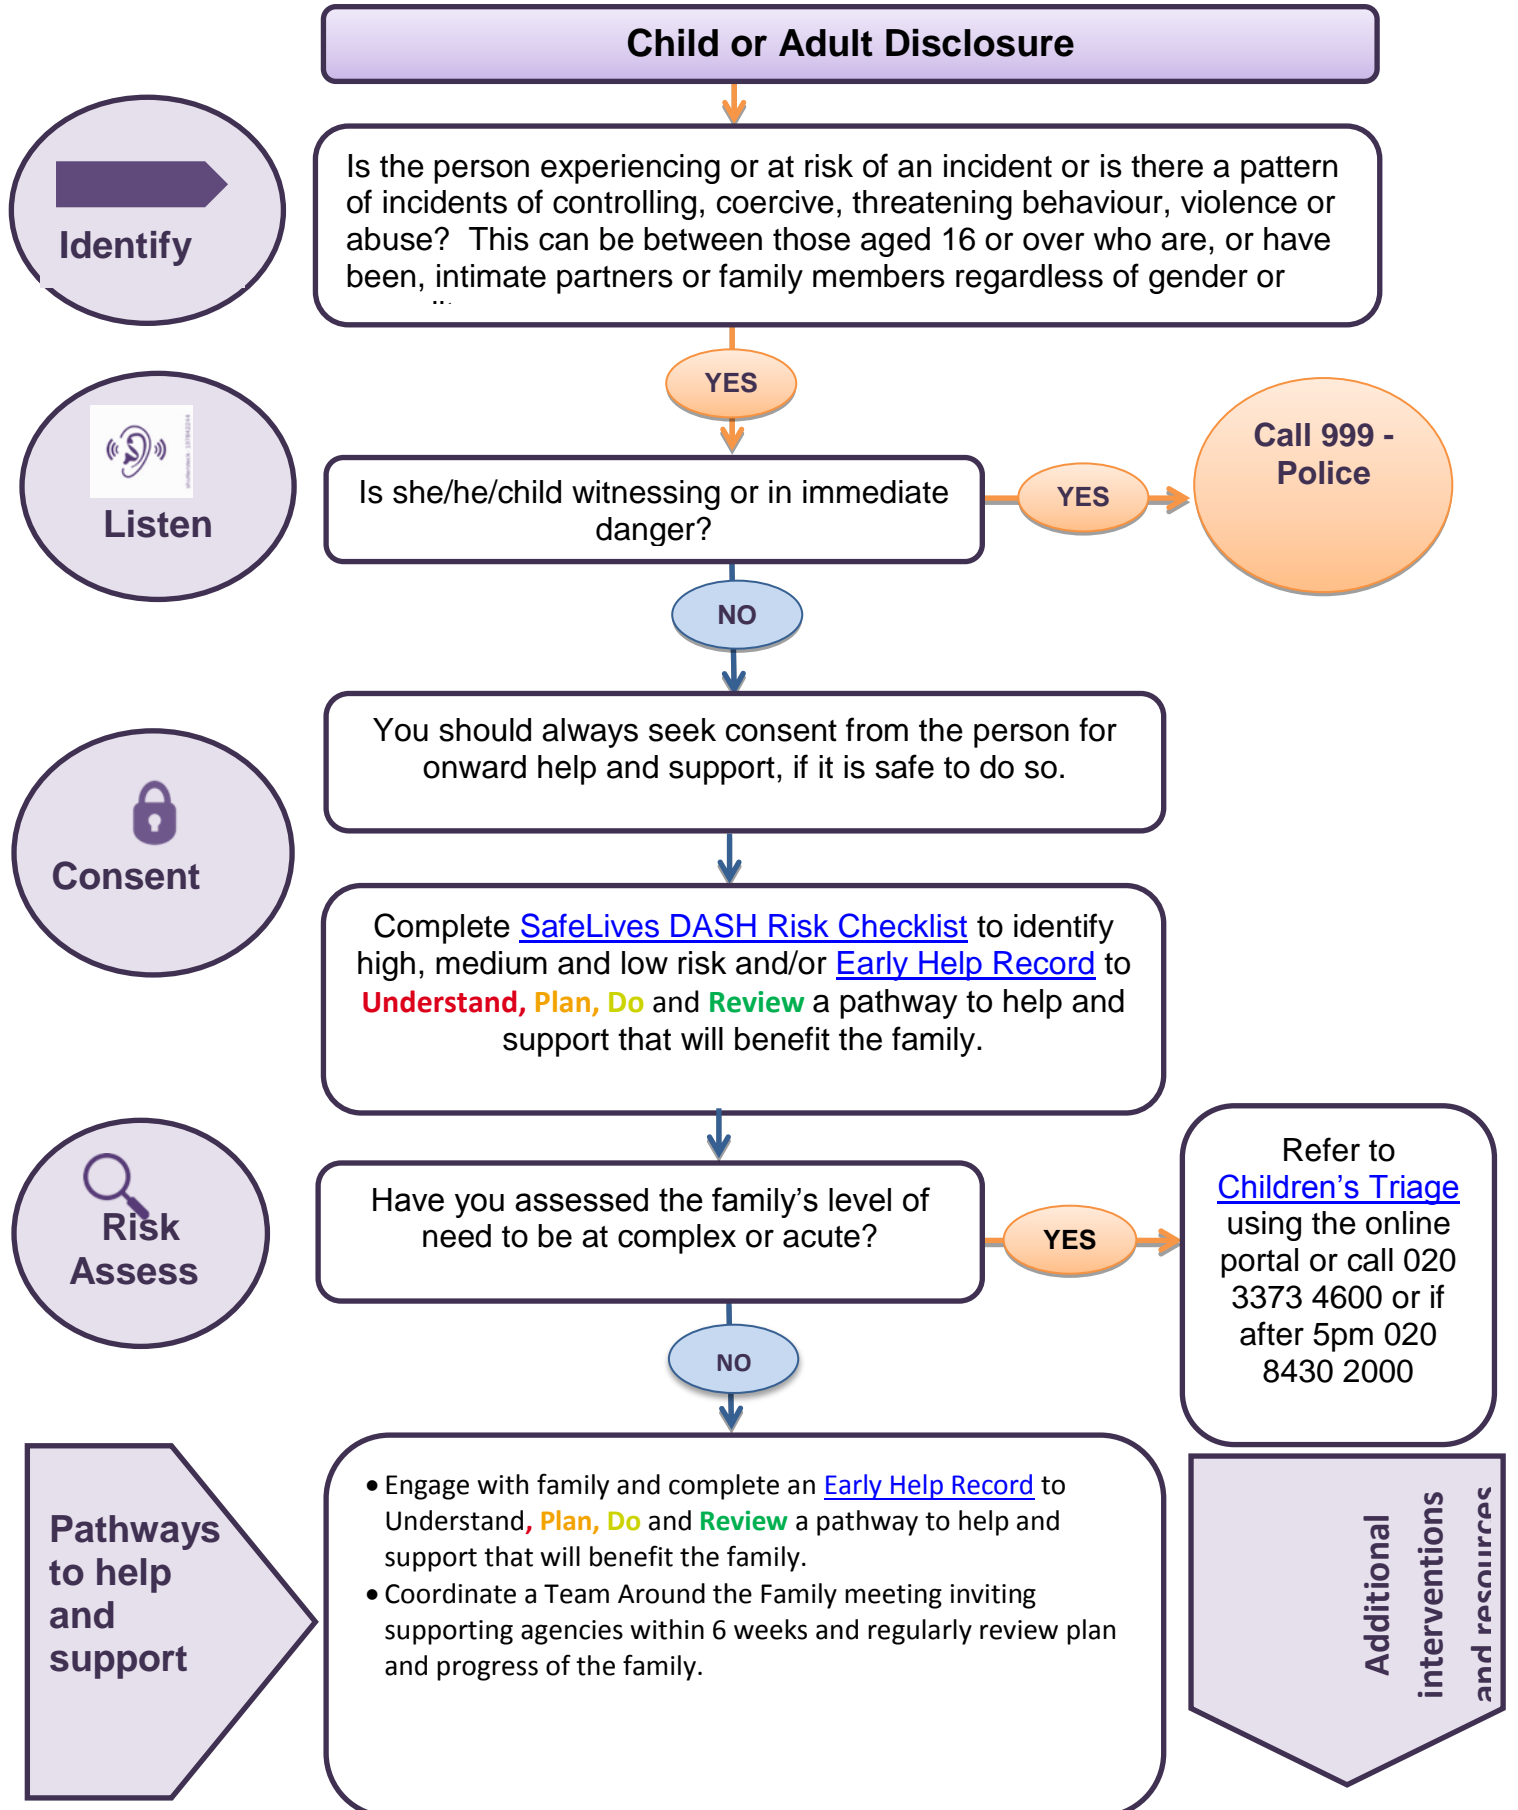 Child or Adult Disclosure
Identify
Is the person experiencing or at risk of an incident or is there a pattern
of incidents of controlling, coercive, threatening behaviour, violence or
abuse? This can be between those aged 16 or over who are, or have
been, intimate partners or family members regardless of gender or
YES
Listen
Is she/he/child witnessing or in immediate
danger?
YES
Call 999 -
Police
NO
Consent
You should always seek consent from the person for
onward help and support, if it is safe to do so.
Complete SafeLives DASH Risk Checklist to identify
high, medium and low risk and/or Early Help Record to
Understand, Plan, Do and Review a pathway to help and
support that will benefit the family.
Risk
Assess
Have you assessed the family’s level of
need to be at complex or acute?
YES
Refer to
Children’s Triage
using the online
portal or call 020
3373 4600 or if
after 5pm 020
8430 2000
NO
Pathways
to help
and
support
• Engage with family and complete an Early Help Record to
Understand, Plan, Do and Review a pathway to help and
support that will benefit the family.
• Coordinate a Team Around the Family meeting inviting
supporting agencies within 6 weeks and regularly review plan
and progress of the family.
Additional
interventions
and resources